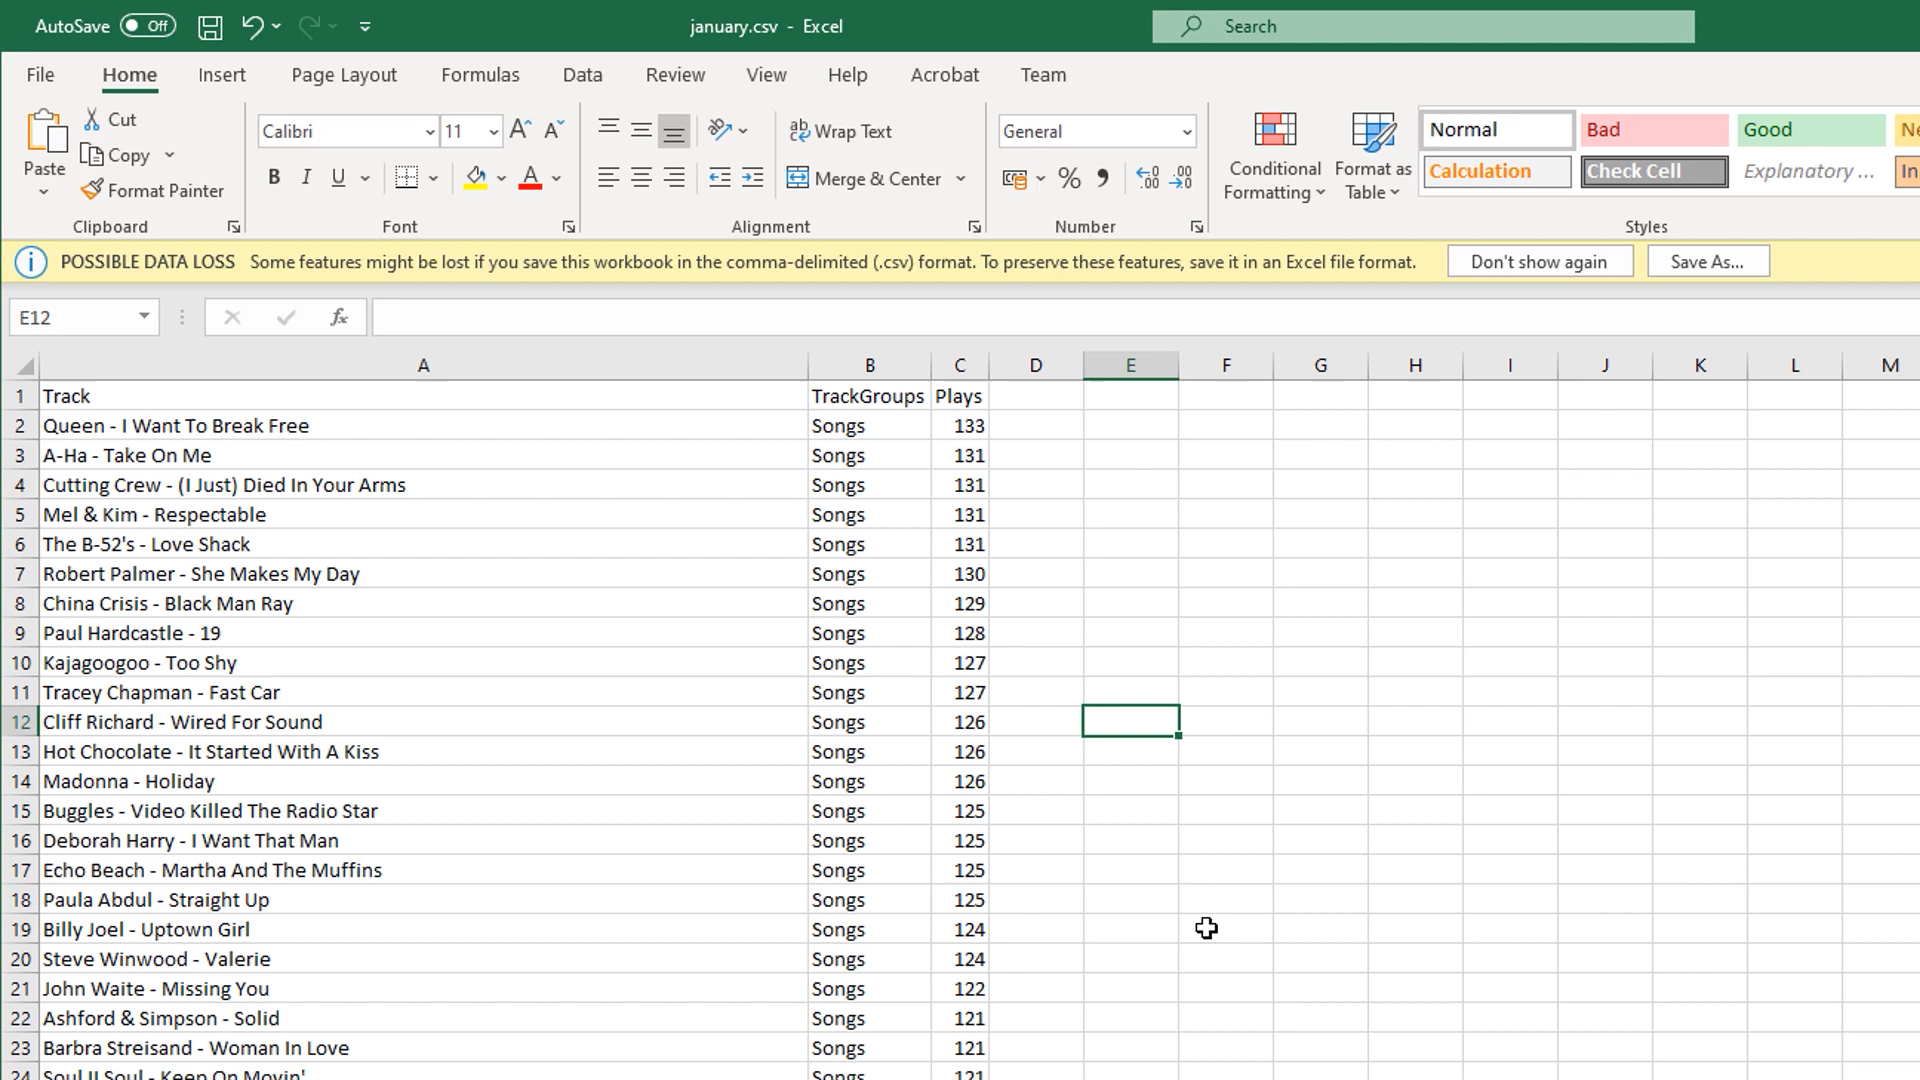 AutoSave Off january.csv - Excel Search
File Home Insert Page Layout Formulas Data Review View Help Acrobat Team
Paste Cut Copy Format Painter Clipboard
Calibri 11 B I U A Font
ab Wrap Text Merge & Center Alignment
General % Number
Conditional Formatting Format as Table
Normal Bad Good Ne
Calculation Check Cell Explanatory ... In
Styles
POSSIBLE DATA LOSS Some features might be lost if you save this workbook in the comma-delimited (.csv) format. To preserve these features, save it in an Excel file format. Don't show again Save As...
E12 fx
A B C D E F G H I J K L M
1 Track TrackGroups Plays
2 Queen - I Want To Break Free Songs 133
3 A-Ha - Take On Me Songs 131
4 Cutting Crew - (I Just) Died In Your Arms Songs 131
5 Mel & Kim - Respectable Songs 131
6 The B-52's - Love Shack Songs 131
7 Robert Palmer - She Makes My Day Songs 130
8 China Crisis - Black Man Ray Songs 129
9 Paul Hardcastle - 19 Songs 128
10 Kajagoogoo - Too Shy Songs 127
11 Tracey Chapman - Fast Car Songs 127
12 Cliff Richard - Wired For Sound Songs 126
13 Hot Chocolate - It Started With A Kiss Songs 126
14 Madonna - Holiday Songs 126
15 Buggles - Video Killed The Radio Star Songs 125
16 Deborah Harry - I Want That Man Songs 125
17 Echo Beach - Martha And The Muffins Songs 125
18 Paula Abdul - Straight Up Songs 125
19 Billy Joel - Uptown Girl Songs 124
20 Steve Winwood - Valerie Songs 124
21 John Waite - Missing You Songs 122
22 Ashford & Simpson - Solid Songs 121
23 Barbra Streisand - Woman In Love Songs 121
24 Soul II Soul - Keep On Movin' Songs 121